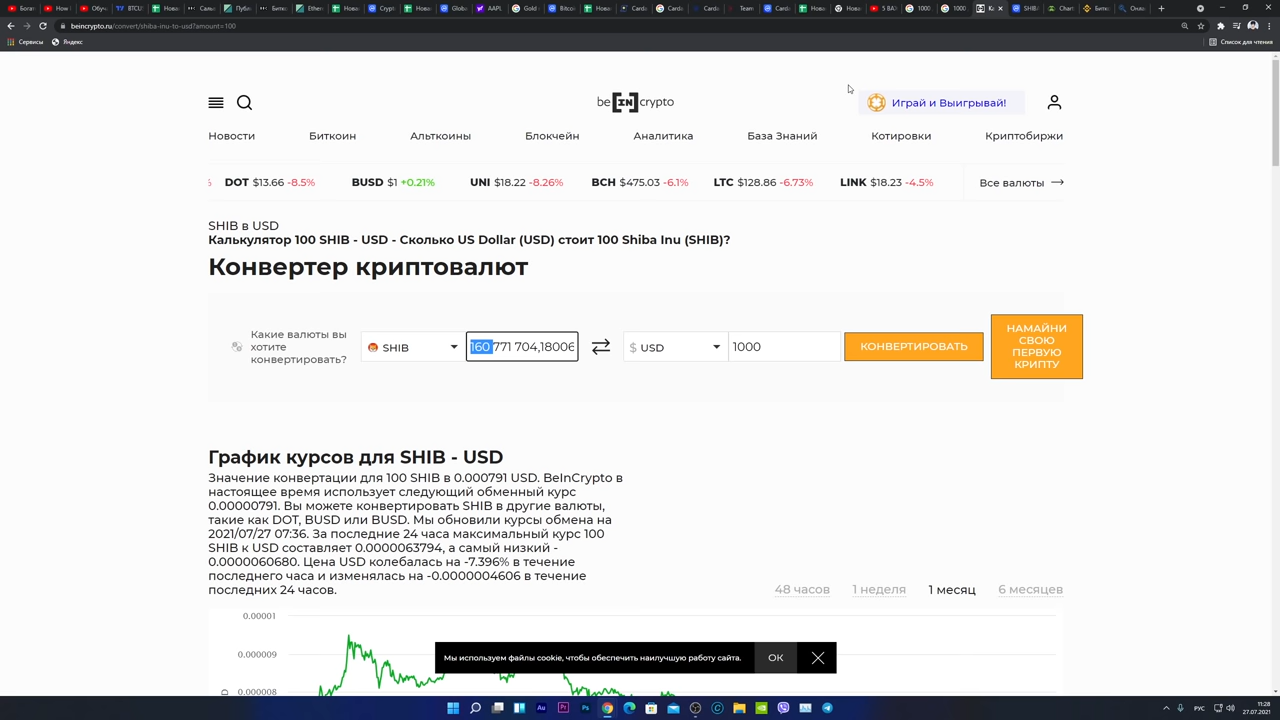 Сервисы
Яндекс
Список для чтения
beincrypto.ru/convert/shiba-inu-to-usd?amount=100
be[IN]crypto
Играй и Выигрывай!
Новости
Биткоин
Альткоины
Блокчейн
Аналитика
База Знаний
Котировки
Криптобиржи
%
DOT $13.66 -8.5%
BUSD $1 +0.21%
UNI $18.22 -8.26%
BCH $475.03 -6.1%
LTC $128.86 -6.73%
LINK $18.23 -4.5%
Все валюты
SHIB в USD
Калькулятор 100 SHIB - USD - Сколько US Dollar (USD) стоит 100 Shiba Inu (SHIB)?
Конвертер криптовалют
Какие валюты вы
хотите
конвертировать?
SHIB
160 771 704,18006
$ USD
1000
КОНВЕРТИРОВАТЬ
НАМАЙНИ
СВОЮ
ПЕРВУЮ
КРИПТУ
График курсов для SHIB - USD
Значение конвертации для 100 SHIB в 0.000791 USD. BeInCrypto в
настоящее время использует следующий обменный курс
0.00000791. Вы можете конвертировать SHIB в другие валюты,
такие как DOT, BUSD или BUSD. Мы обновили курсы обмена на
2021/07/27 07:36. За последние 24 часа максимальный курс 100
SHIB к USD составляет 0.0000063794, а самый низкий -
0.0000060680. Цена USD колебалась на -7.396% в течение
последнего часа и изменялась на -0.0000004606 в течение
последних 24 часов.
48 часов
1 неделя
1 месяц
6 месяцев
0.00001
0.000009
0.000008
Мы используем файлы cookie, чтобы обеспечить наилучшую работу сайта.
ОК
РУС
11:28
27.07.2021